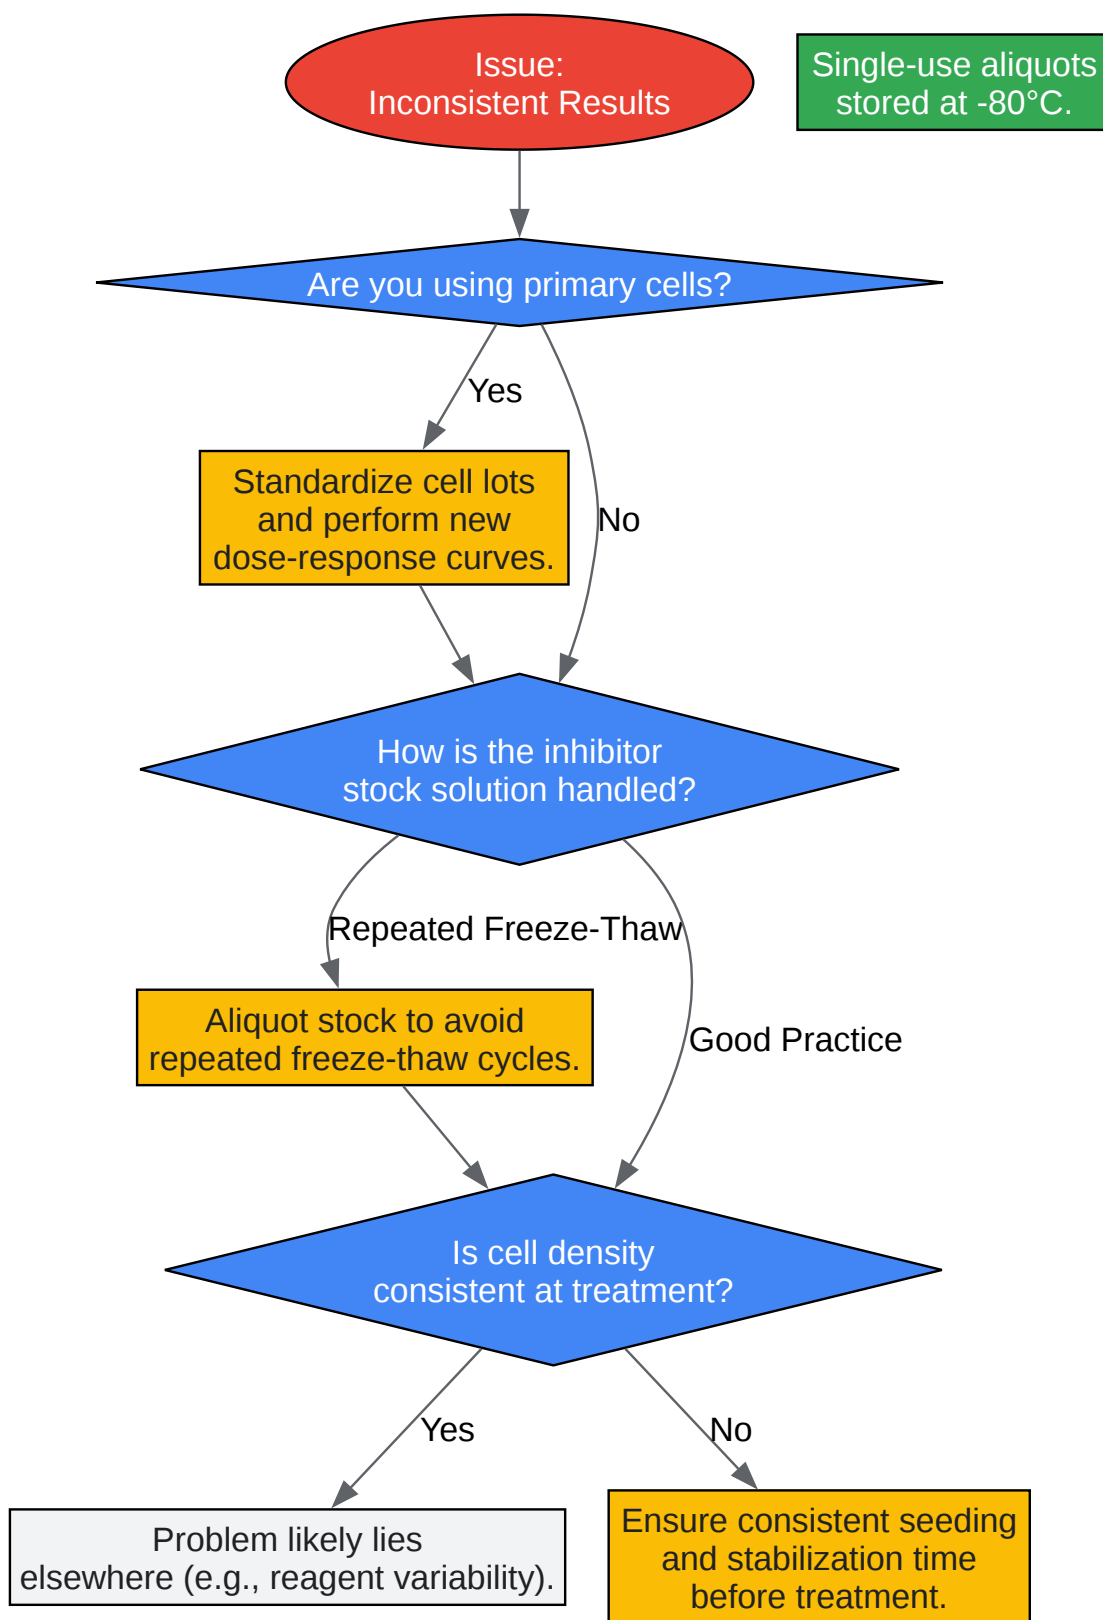 Issue:
Inconsistent Results
Single-use aliquots
stored at -80°C.
Are you using primary cells?
Yes
Standardize cell lots
and perform new
dose-response curves.
No
How is the inhibitor
stock solution handled?
Repeated Freeze-Thaw
Aliquot stock to avoid
repeated freeze-thaw cycles.
Good Practice
Is cell density
consistent at treatment?
Yes
No
Problem likely lies
elsewhere (e.g., reagent variability).
Ensure consistent seeding
and stabilization time
before treatment.